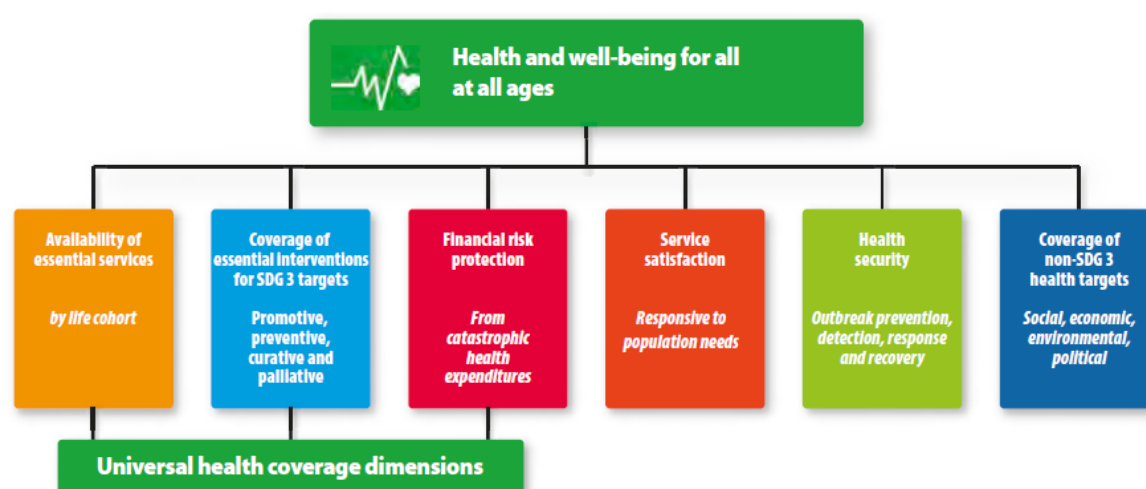 Health and well-being for all
at all ages
Availability of
essential services
by life cohort
Coverage of
essential interventions
for SDG 3 targets
Promotive,
preventive,
curative and
palliative
Financial risk
protection
From
catastrophic
health
expenditures
Service
satisfaction
Responsive to
population needs
Health
security
Outbreak prevention,
detection, response
and recovery
Coverage of
non-SDG 3
health targets
Social, economic,
environmental,
political
Universal health coverage dimensions